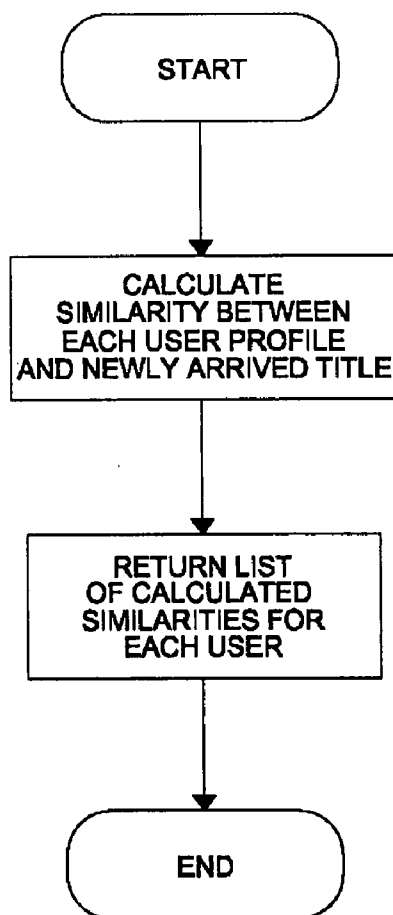 START
CALCULATE
SIMILARITY BETWEEN
EACH USER PROFILE
AND NEWLY ARRIVED TITLE
RETURN LIST
OF CALCULATED
SIMILARITIES FOR
EACH USER
END